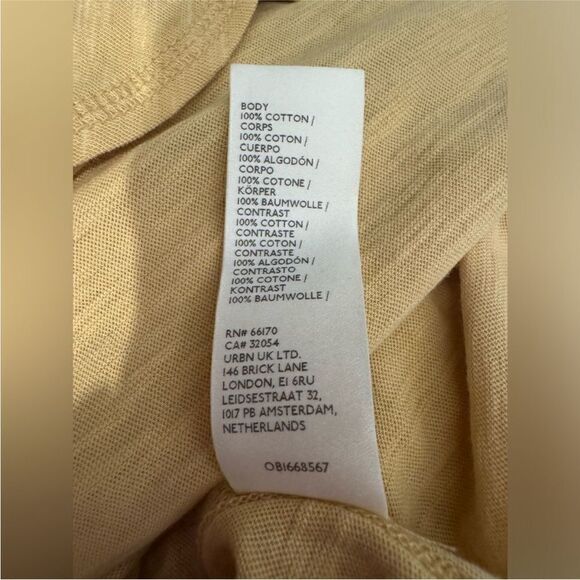 BODY
100% COTTON /
CORPS
100% COTON /
CUERPO
100% ALGODÓN /
CORPO
100% COTONE /
KÖRPER
100% BAUMWOLLE /
CONTRAST
100% COTTON /
CONTRASTE
100% COTON /
CONTRASTE
100% ALGODÓN /
CONTRASTO
100% COTONE /
KONTRAST
100% BAUMWOLLE /
RN# 66170
CA# 32054
URBN UK LTD.
146 BRICK LANE
LONDON, E1 6RU
LEIDSESTRAAT 32,
1017 PB AMSTERDAM,
NETHERLANDS
OB1668567